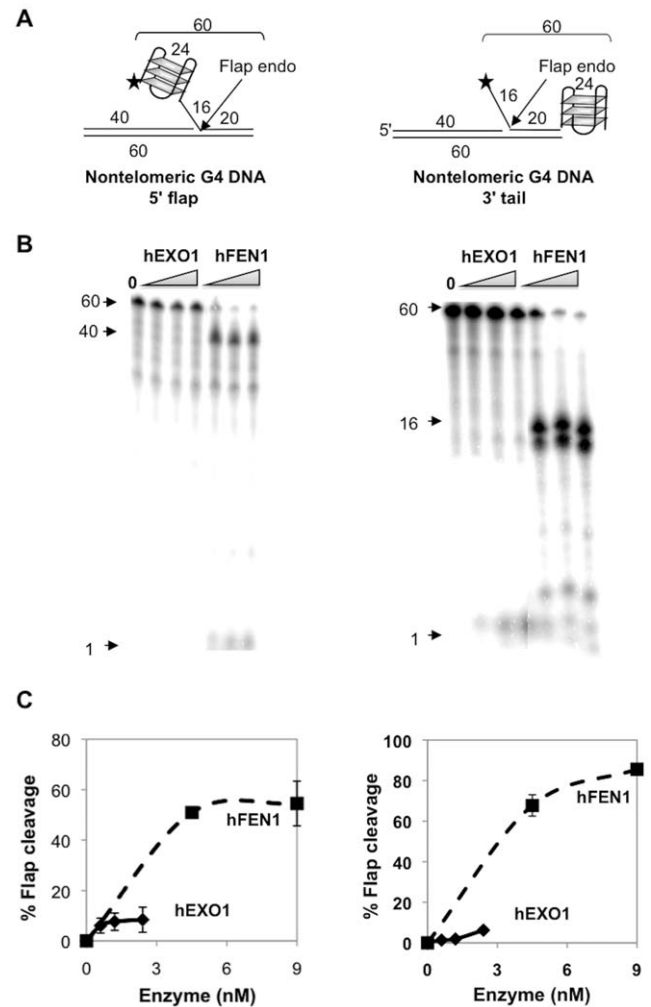 A
60
24
Flap endo
16
40
20
60
Nontelomeric G4 DNA
5' flap
60
Flap endo
24
16
40
20
5'
60
Nontelomeric G4 DNA
3' tail
B
hEXO1 hFEN1
0
60
40
1
hEXO1 hFEN1
0
60
16
1
C
% Flap cleavage
80
60
40
20
0
hFEN1
hEXO1
0 3 6 9
Enzyme (nM)
% Flap cleavage
100
80
60
40
20
0
hFEN1
hEXO1
0 3 6 9
Enzyme (nM)